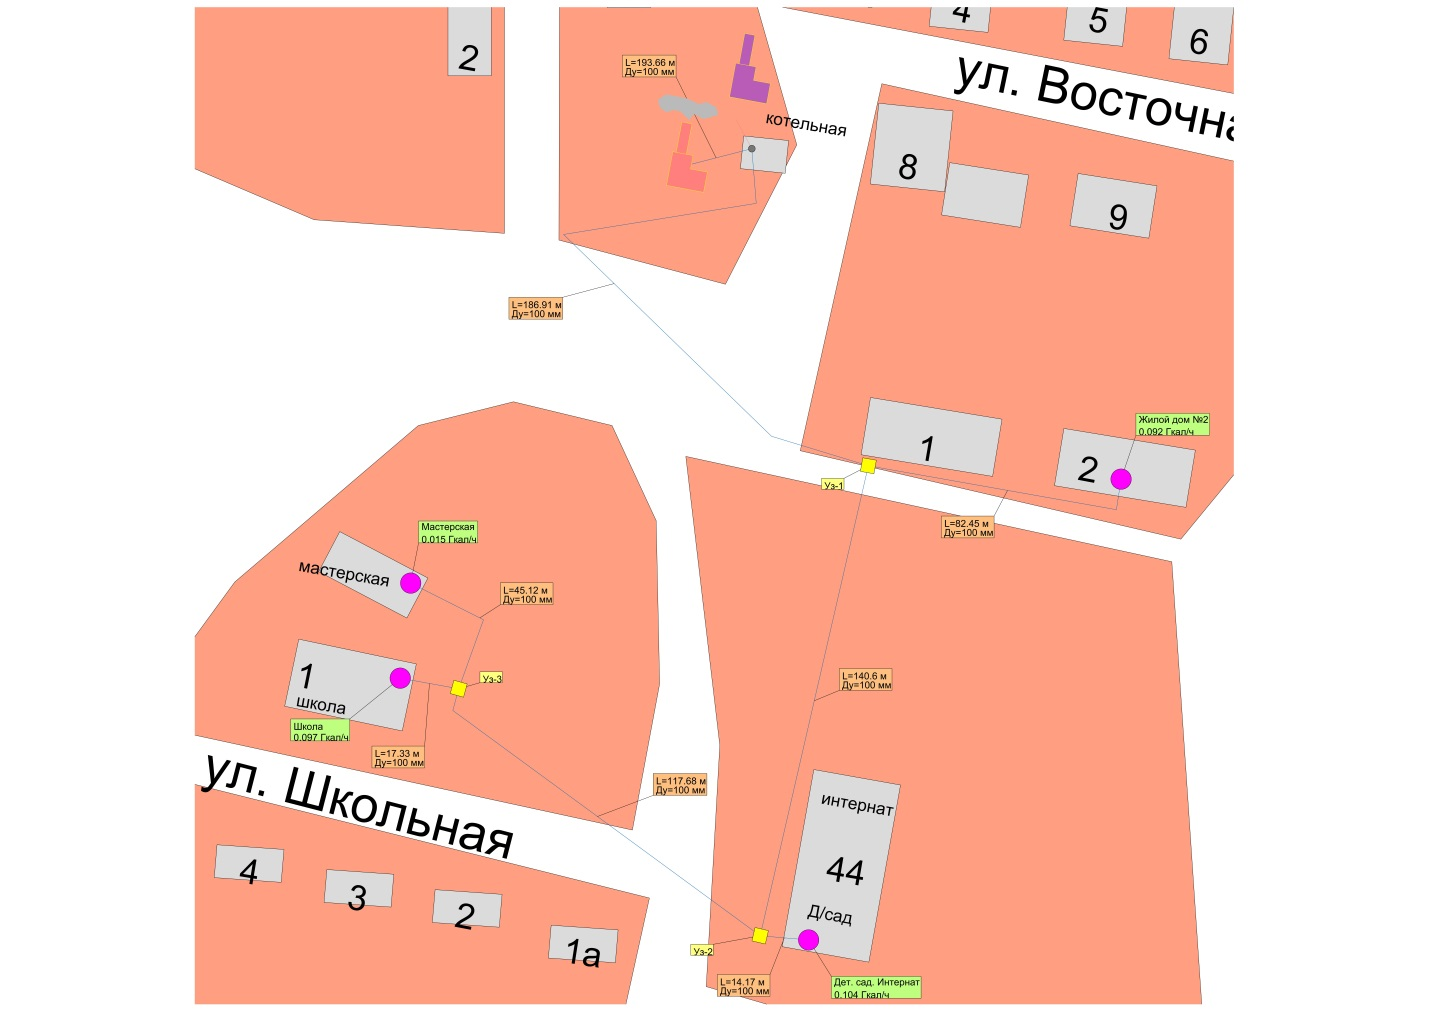 2
L=193.66 м
Ду=100 мм
котельная
4
5
6
ул. Восточна
8
9
L=186.91 м
Ду=100 мм
1
2
Жилой дом №2
0.092 Гкал/ч
Уз-1
L=82.45 м
Ду=100 мм
Мастерская
0.015 Гкал/ч
мастерская
L=45.12 м
Ду=100 мм
1
школа
Уз-3
Школа
0.097 Гкал/ч
L=17.33 м
Ду=100 мм
L=140.6 м
Ду=100 мм
ул. Школьная
L=117.68 м
Ду=100 мм
интернат
44
Д/сад
4
3
2
1а
Уз-2
L=14.17 м
Ду=100 мм
Дет. сад. Интернат
0.104 Гкал/ч